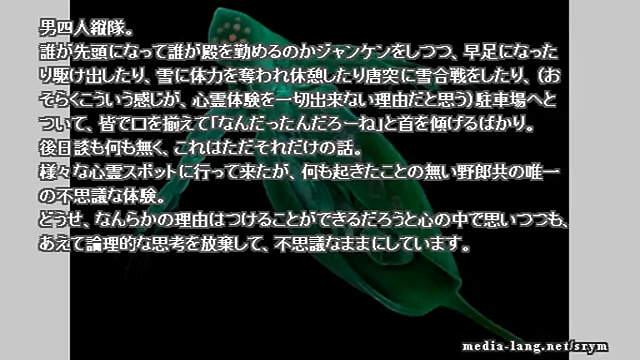 男四人縦隊。
誰が先頭になって誰が殿を勤めるのかジャンケンをしつつ、早足になった
り駆け出したり、雪に体力を奪われ休憩したり唐突に雪合戦をしたり、（お
そらくこういう感じが、心霊体験を一切出来ない理由だと思う）駐車場へと
ついて、皆で口を揃えて「なんだったんだろーね」と首を傾げるばかり。
後日談も何も無く、これはただそれだけの話。
様々な心霊スポットに行って来たが、何も起きたことの無い野郎共の唯一
の不思議な体験。
どうせ、なんらかの理由はつけることができるだろうと心の中で思いつつも、
あえて論理的な思考を放棄して、不思議なままにしています。
media-lang.net/srym